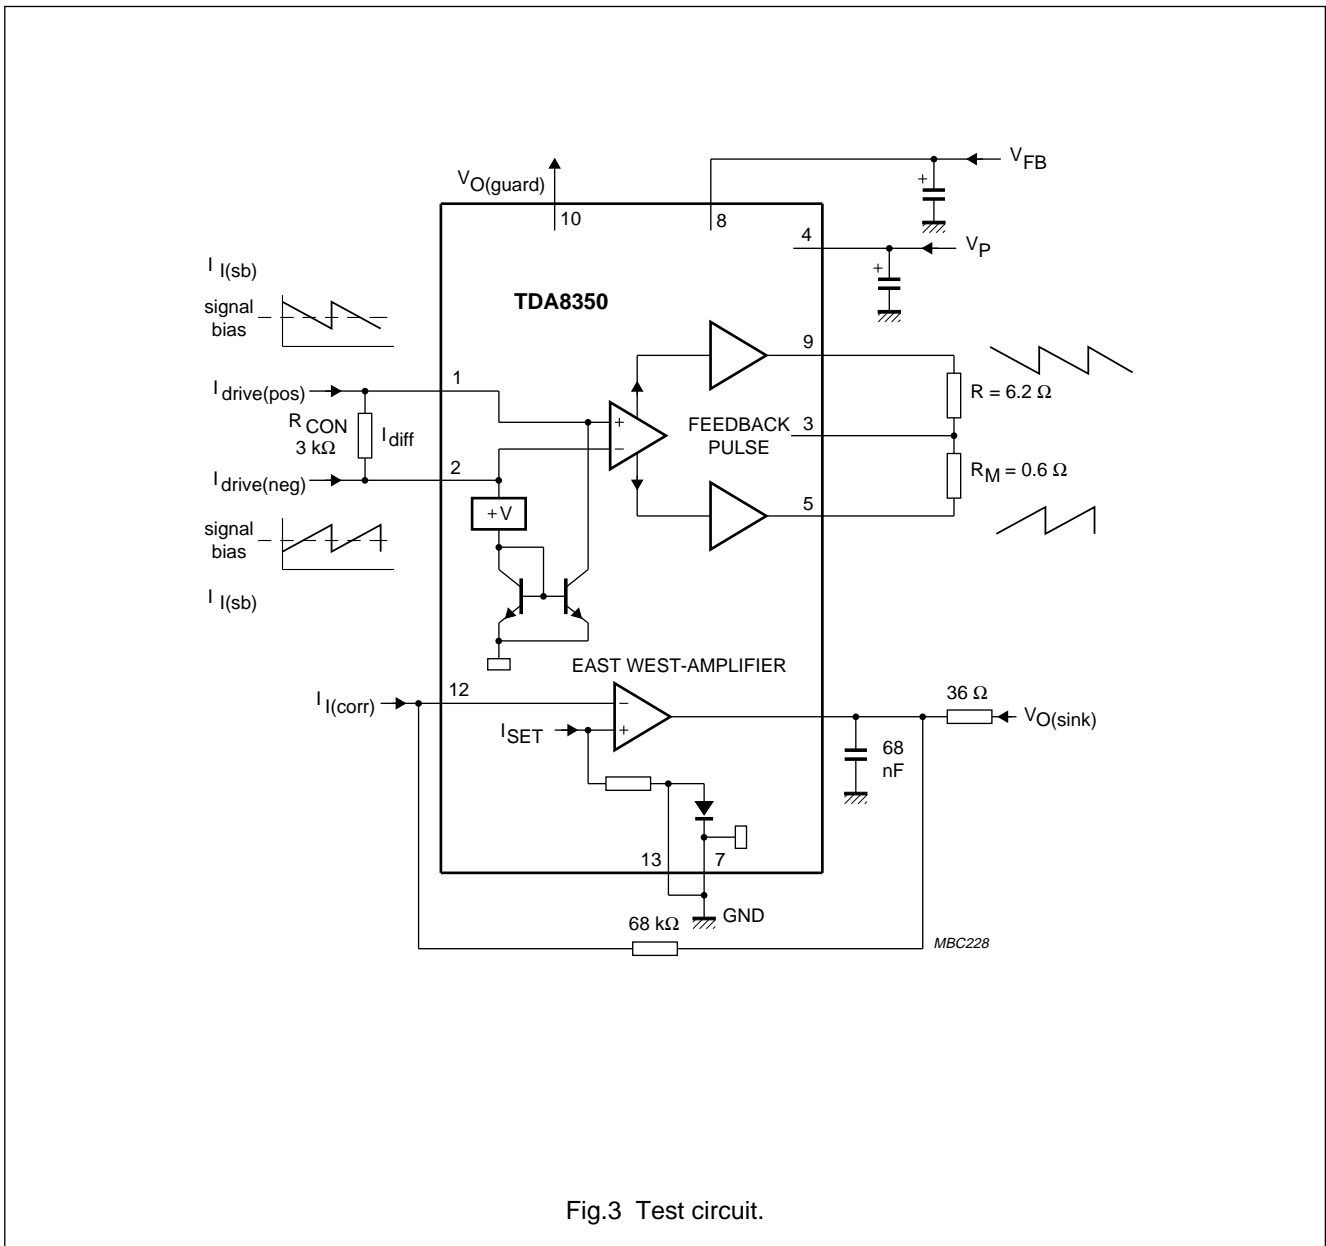 V FB
V O(guard)
10
8
4
V P
+
+
I I(sb)
signal
bias
TDA8350
9
1
I drive(pos)
R = 6.2 Ω
R CON
3 kΩ
I diff
+
−
FEEDBACK
PULSE
3
2
I drive(neg)
R M = 0.6 Ω
+V
5
signal
bias
I I(sb)
EAST WEST-AMPLIFIER
12
I I(corr)
−
+
I SET
36 Ω
V O(sink)
68
nF
13
7
GND
68 kΩ
MBC228
Fig.3 Test circuit.